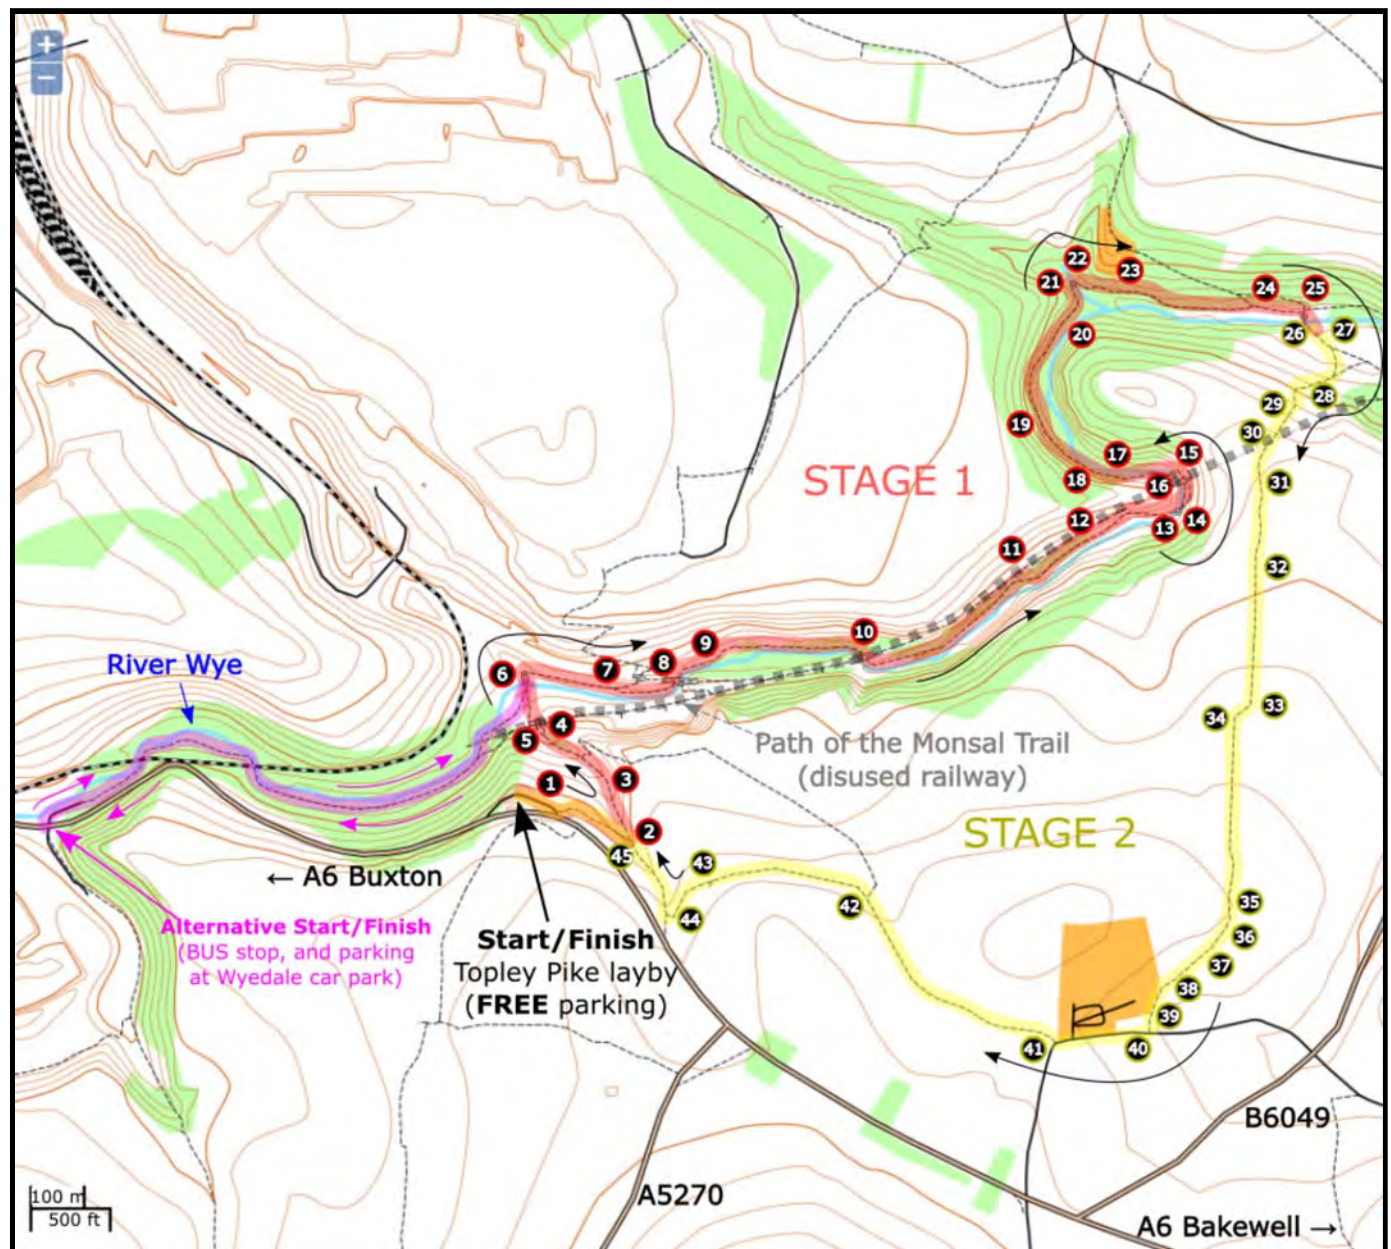 +
−
22
21
23
24
25
20
26
27
28
29
19
30
17
15
18
16
31
STAGE 1
12
14
13
11
32
10
9
8
7
6
River Wye
4
5
34
33
Path of the Monsal Trail
(disused railway)
1
3
2
STAGE 2
45
43
← A6 Buxton
42
44
35
36
37
38
39
41
40
Alternative Start/Finish
(BUS stop, and parking
at Wyedale car park)
Start/Finish
Topley Pike layby
(FREE parking)
B6049
A5270
A6 Bakewell →
100 m
500 ft